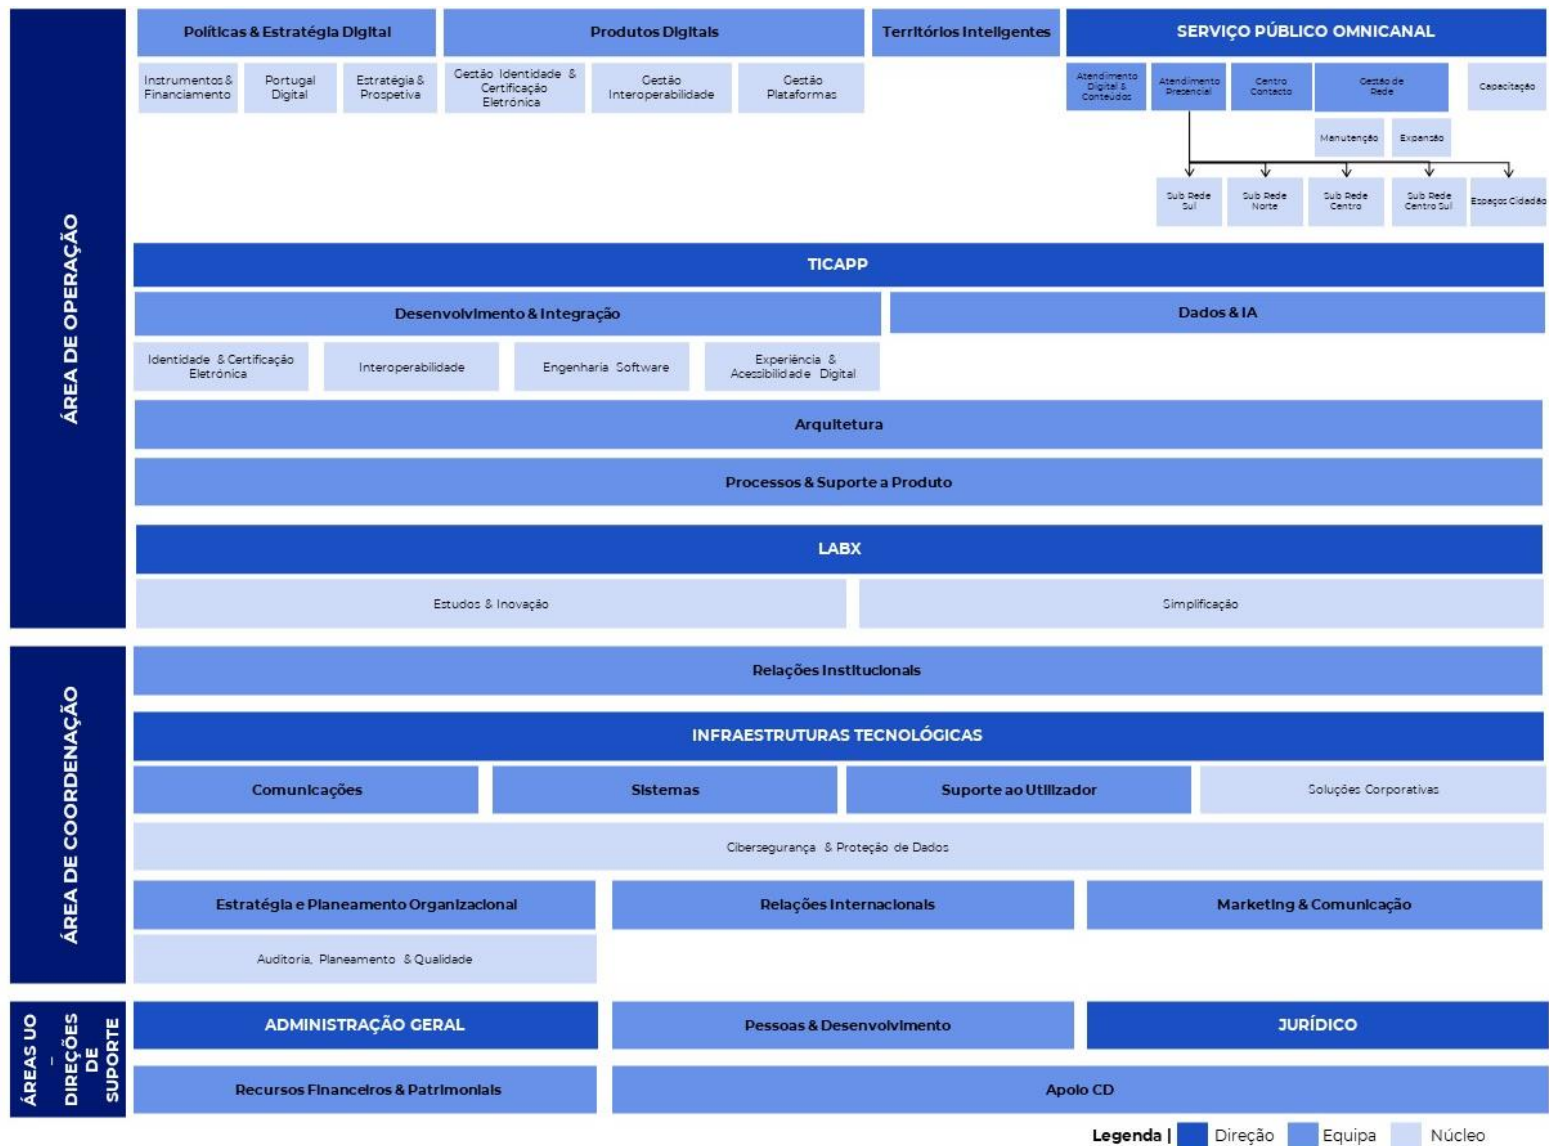 ÁREA DE OPERAÇÃO
Políticas & Estratégia Digital
Produtos Digitais
Territórios Inteligentes
SERVIÇO PÚBLICO OMNICANAL
Instrumentos &
Financiamento
Portugal
Digital
Estratégia &
Prospetiva
Gestão Identidade &
Certificação
Eletrónica
Gestão
Interoperabilidade
Gestão
Plataformas
Atendimento
Digital &
Conteúdos
Atendimento
Presencial
Centro
Contacto
Gestão de
Rede
Capacitação
Manutenção
Expansão
Sub Rede
Sul
Sub Rede
Norte
Sub Rede
Centro
Sub Rede
Centro Sul
Espaços Cidadão
TICAPP
Desenvolvimento & Integração
Dados & IA
Identidade & Certificação
Eletrónica
Interoperabilidade
Engenharia Software
Experiência &
Acessibilidade Digital
Arquitetura
Processos & Suporte a Produto
LABX
Estudos & Inovação
Simplificação
ÁREA DE COORDENAÇÃO
Relações Institucionais
INFRAESTRUTURAS TECNOLÓGICAS
Comunicações
Sistemas
Suporte ao Utilizador
Soluções Corporativas
Cibersegurança & Proteção de Dados
Estratégia e Planeamento Organizacional
Relações Internacionais
Marketing & Comunicação
Auditoria, Planeamento & Qualidade
ÁREAS UO
–
DIREÇÕES
DE
SUPORTE
ADMINISTRAÇÃO GERAL
Pessoas & Desenvolvimento
JURÍDICO
Recursos Financeiros & Patrimoniais
Apoio CD
Legenda | Direção Equipa Núcleo